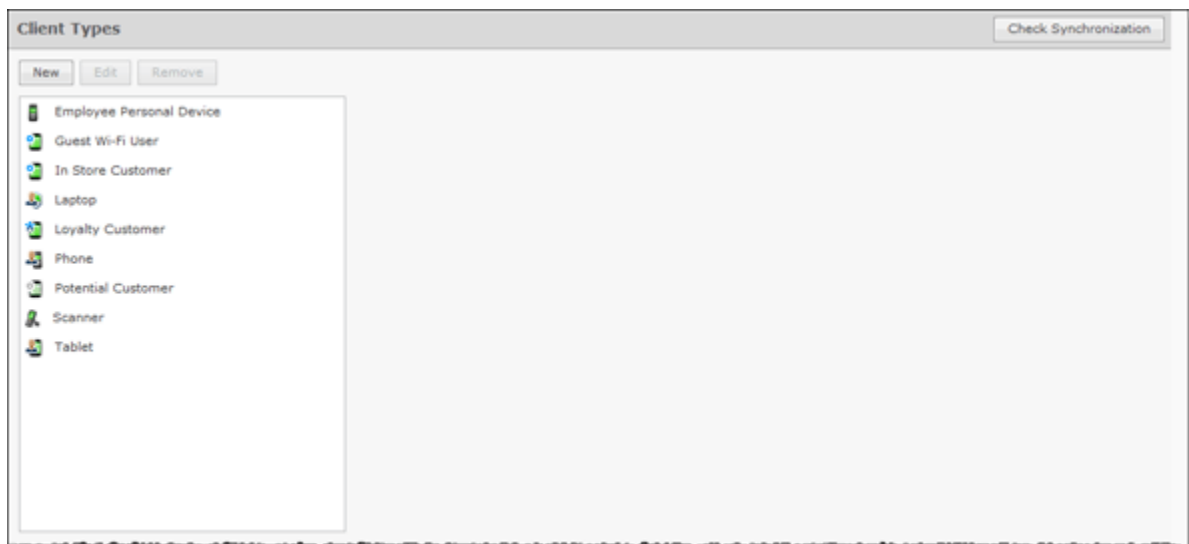 Client Types
Check Synchronization
New Edit Remove
Employee Personal Device
Guest Wi-Fi User
In Store Customer
Laptop
Loyalty Customer
Phone
Potential Customer
Scanner
Tablet